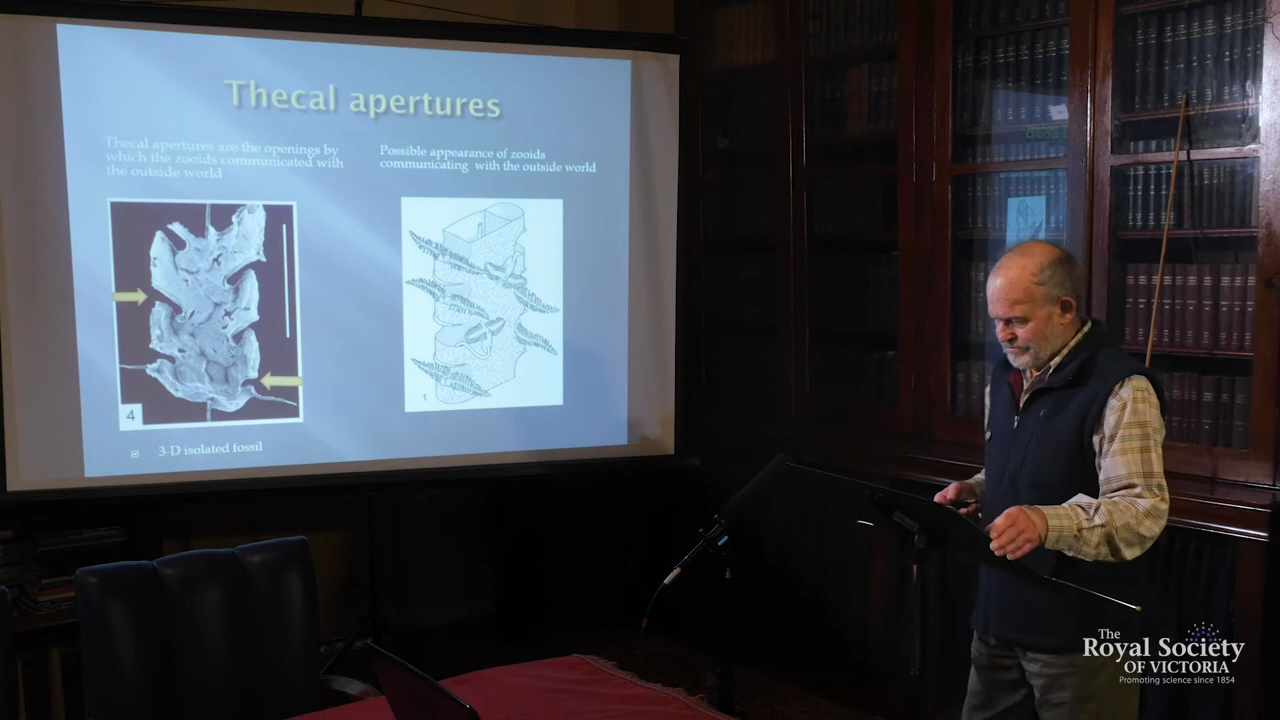 Thecal apertures
Thecal apertures are the openings by
which the zooids communicated with
the outside world
Possible appearance of zooids
communicating with the outside world
4
1
3-D isolated fossil
The
Royal Society
OF VICTORIA
Promoting science since 1854